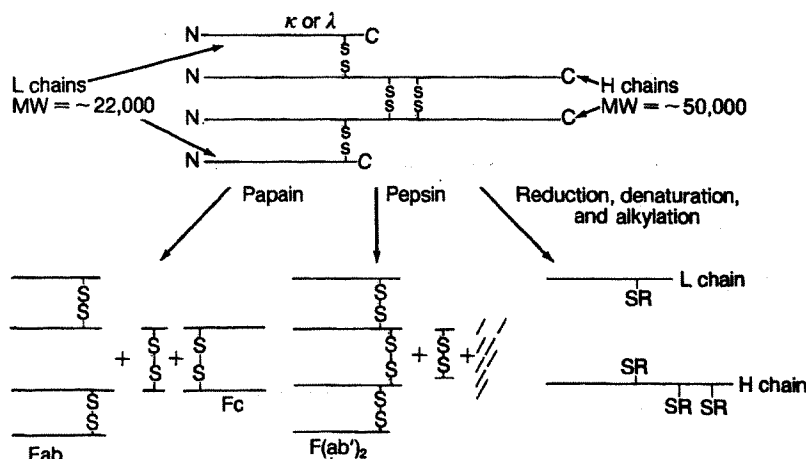 κ or λ
N C
S
S
L chains
MW = ~22,000
N C
S S
S S
H chains
MW = ~50,000
N C
S
S
N C
Papain
Pepsin
Reduction, denaturation,
and alkylation
S
S
S
S
+ S
S + S
S
Fc
S
S
Fab
S
S
S
S
+ S
S +
S
S
F(ab')₂
L chain
SR
SR
H chain
SR SR